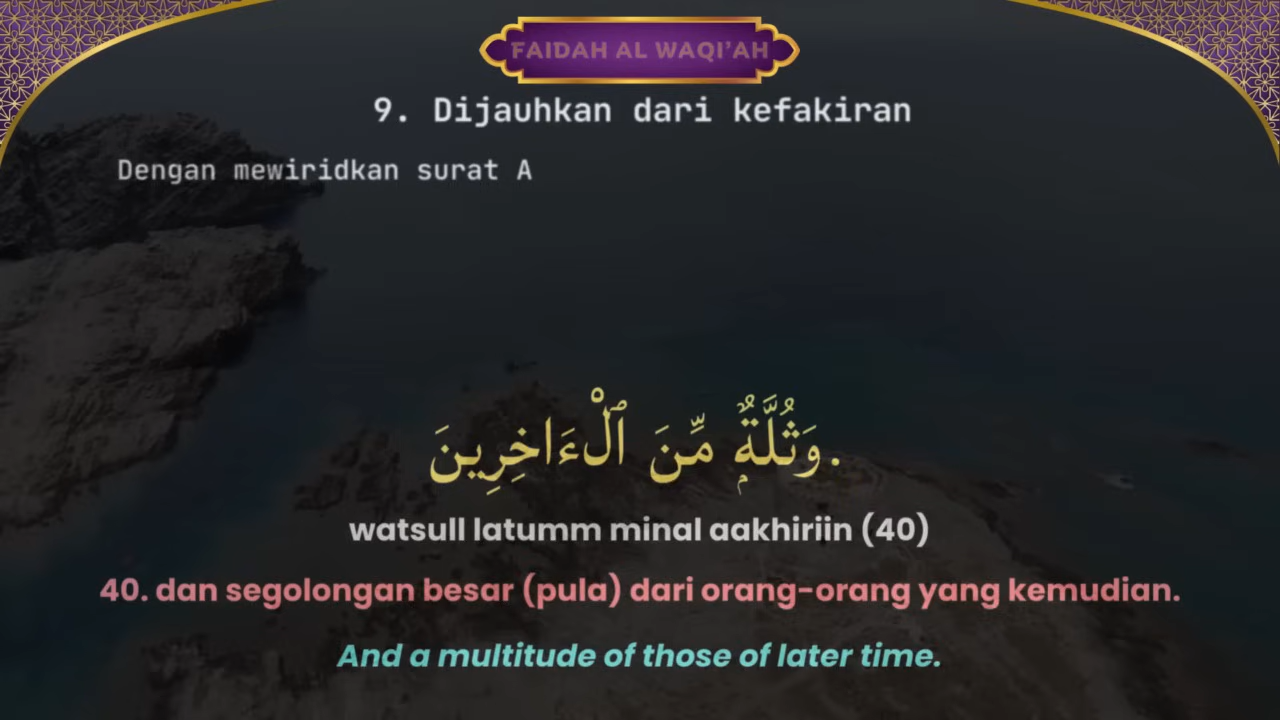 FAIDAH AL WAQI'AH
9. Dijauhkan dari kefakiran
Dengan mewiridkan surat A
وَثُلَّةٌ مِّنَ ٱلْءَاخِرِينَ.
watsull latumm minal aakhiriin (40)
40. dan segolongan besar (pula) dari orang-orang yang kemudian.
And a multitude of those of later time.